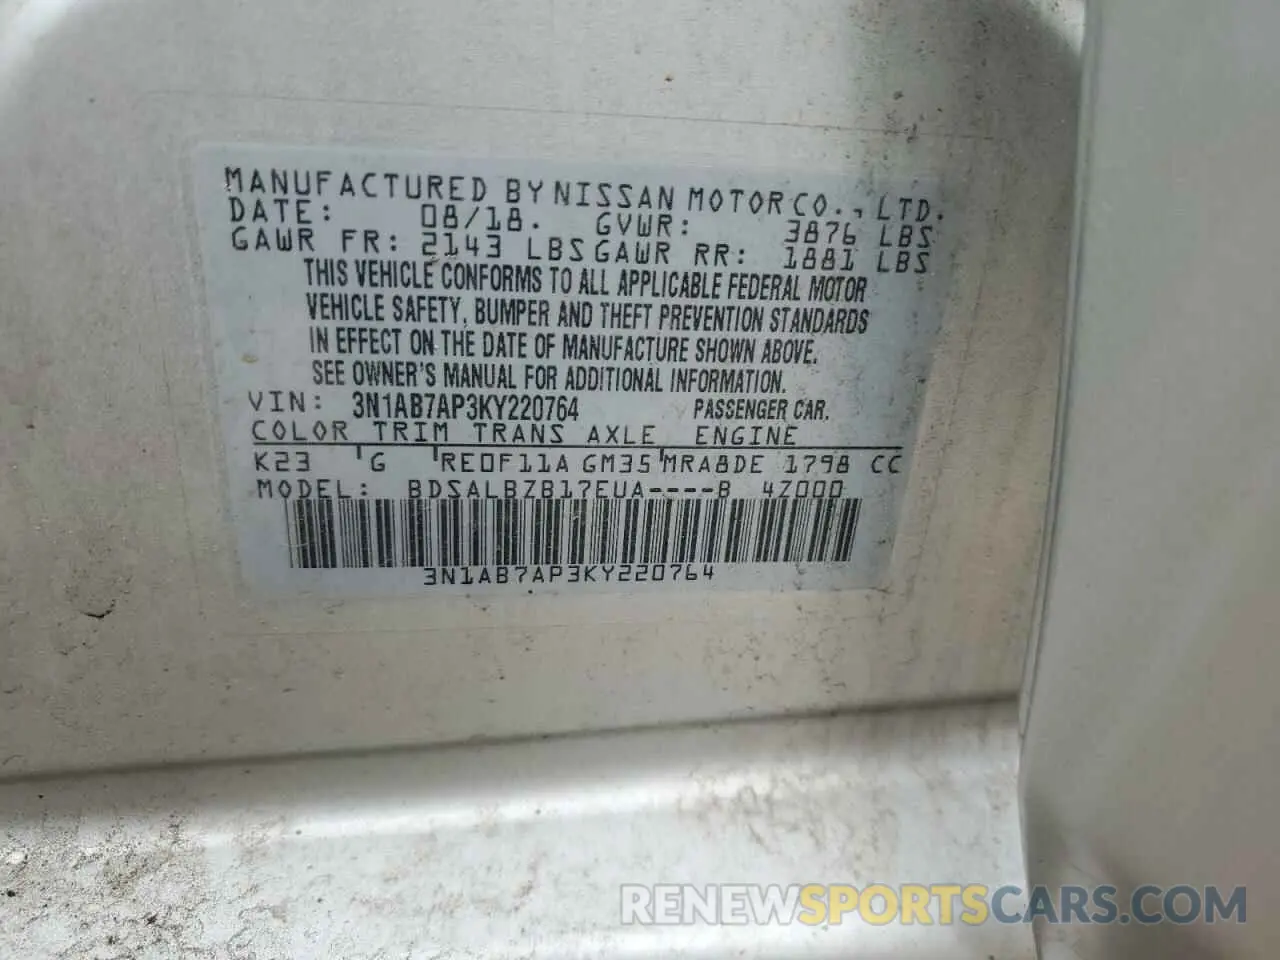 MANUFACTURED BY NISSAN MOTOR CO., LTD.
DATE: 08/18. GVWR: 3876 LBS
GAWR FR: 2143 LBS GAWR RR: 1881 LBS
THIS VEHICLE CONFORMS TO ALL APPLICABLE FEDERAL MOTOR
VEHICLE SAFETY, BUMPER AND THEFT PREVENTION STANDARDS
IN EFFECT ON THE DATE OF MANUFACTURE SHOWN ABOVE.
SEE OWNER'S MANUAL FOR ADDITIONAL INFORMATION.
VIN: 3N1AB7AP3KY220764 PASSENGER CAR.
COLOR TRIM TRANS AXLE ENGINE
K23 G RE0F11A GM35 MRA8DE 1798 CC
MODEL: BDSALBZB17EUA----B 4Z000
3N1AB7AP3KY220764
RENEWSPORTSCARS.COM